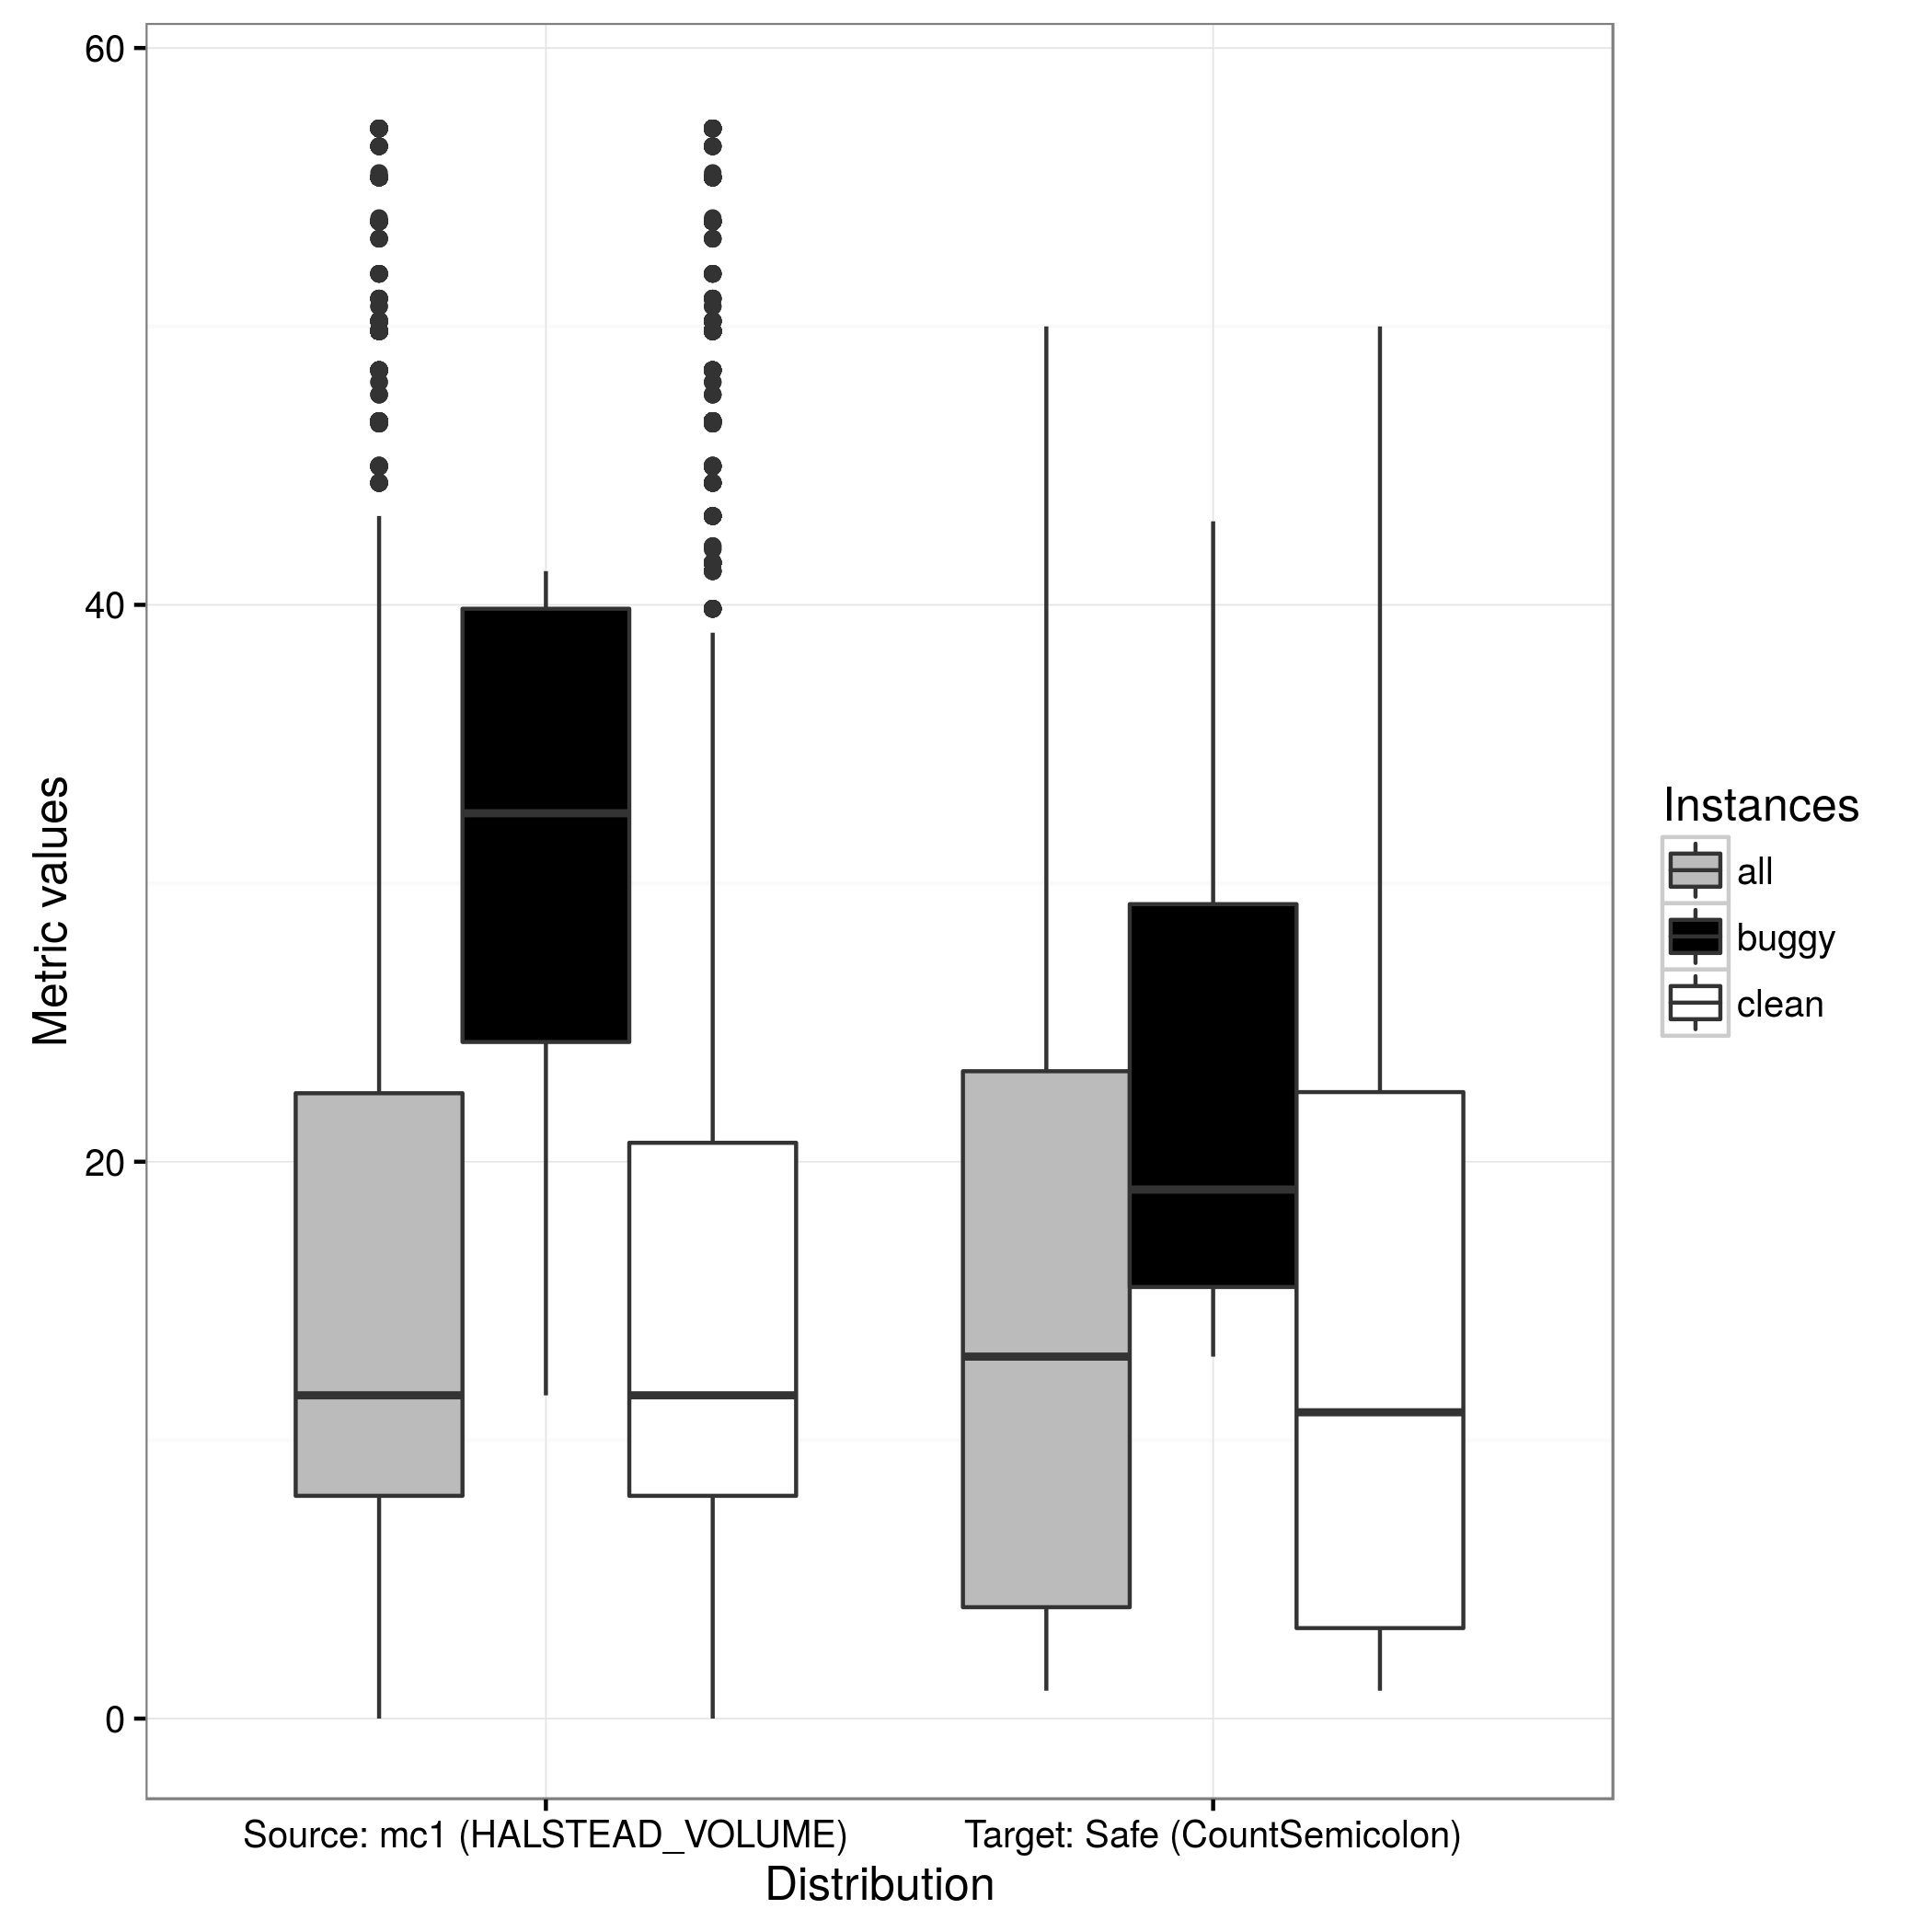 60
40
20
0
Metric values
Source: mc1 (HALSTEAD_VOLUME)
Target: Safe (CountSemicolon)
Distribution
Instances
all
buggy
clean